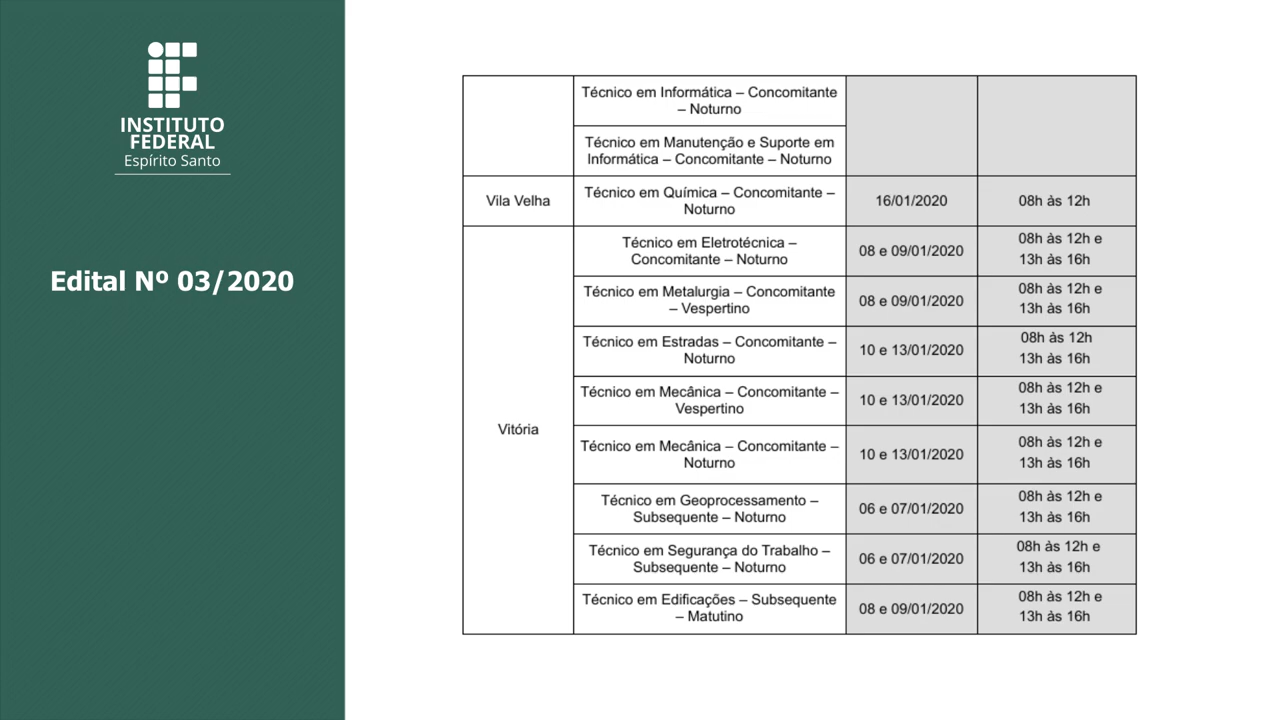 INSTITUTO
FEDERAL
Espírito Santo
Edital Nº 03/2020
Técnico em Informática – Concomitante
– Noturno
Técnico em Manutenção e Suporte em
Informática – Concomitante – Noturno
Vila Velha
Técnico em Química – Concomitante –
Noturno
16/01/2020
08h às 12h
Vitória
Técnico em Eletrotécnica –
Concomitante – Noturno
08 e 09/01/2020
08h às 12h e
13h às 16h
Técnico em Metalurgia – Concomitante
– Vespertino
08 e 09/01/2020
08h às 12h e
13h às 16h
Técnico em Estradas – Concomitante –
Noturno
10 e 13/01/2020
08h às 12h
13h às 16h
Técnico em Mecânica – Concomitante –
Vespertino
10 e 13/01/2020
08h às 12h e
13h às 16h
Técnico em Mecânica – Concomitante –
Noturno
10 e 13/01/2020
08h às 12h e
13h às 16h
Técnico em Geoprocessamento –
Subsequente – Noturno
06 e 07/01/2020
08h às 12h e
13h às 16h
Técnico em Segurança do Trabalho –
Subsequente – Noturno
06 e 07/01/2020
08h às 12h e
13h às 16h
Técnico em Edificações – Subsequente
– Matutino
08 e 09/01/2020
08h às 12h e
13h às 16h